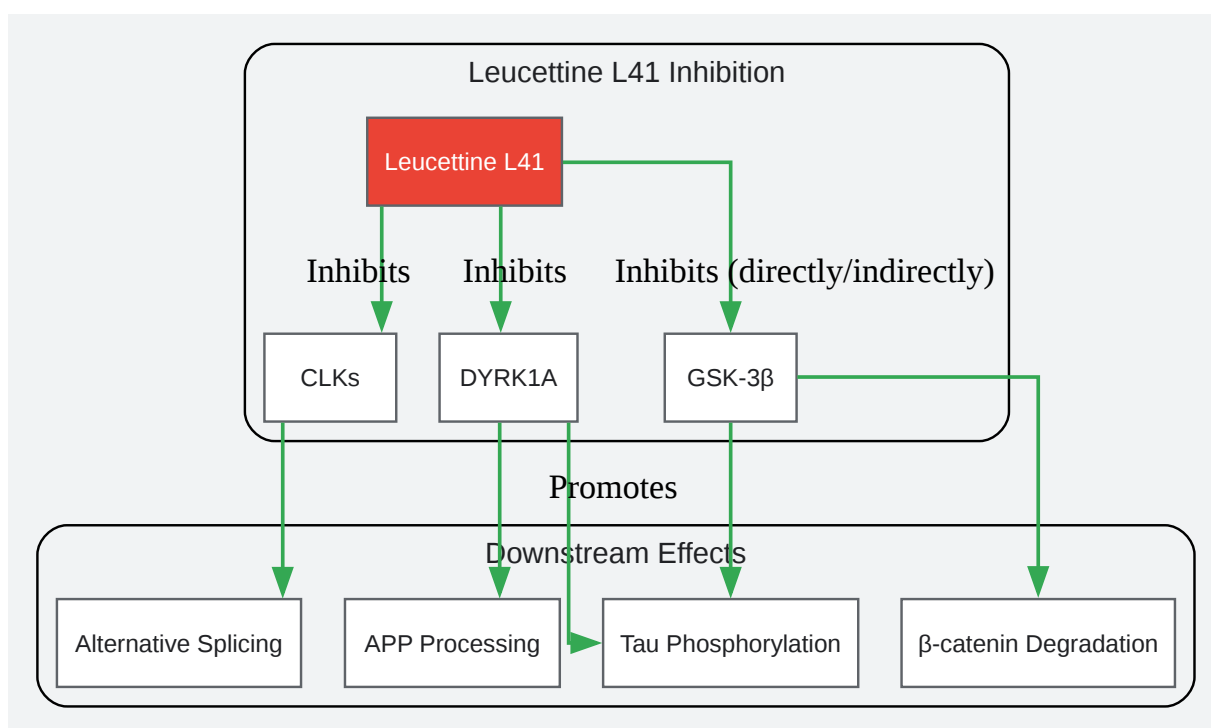 Leucettine L41 Inhibition
Leucettine L41
Inhibits
Inhibits
Inhibits (directly/indirectly)
CLKs
DYRK1A
GSK-3β
Promotes
Downstream Effects
Alternative Splicing
APP Processing
Tau Phosphorylation
β-catenin Degradation